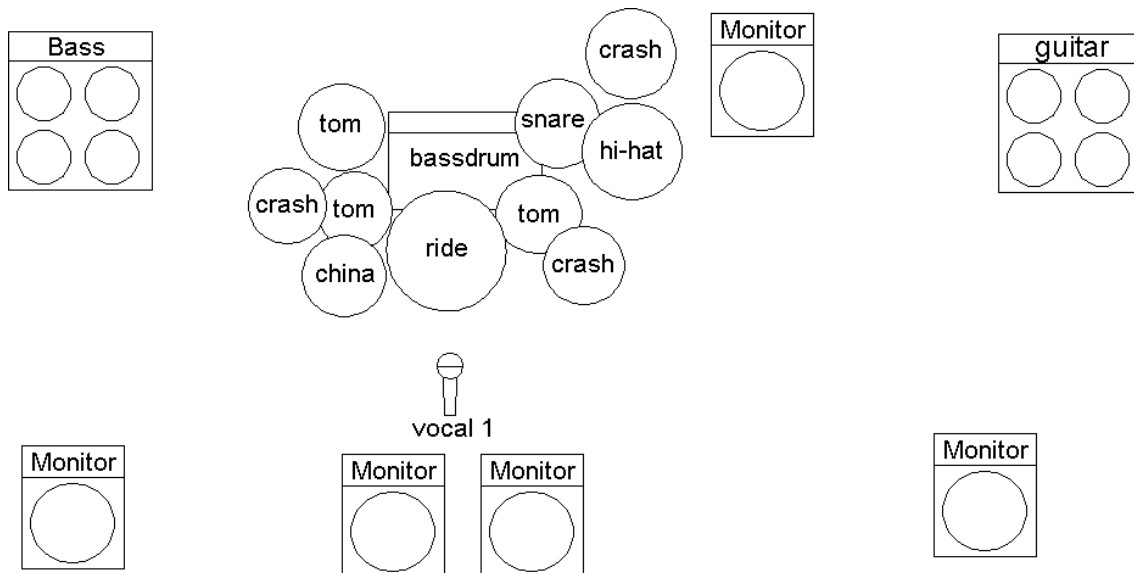 Bass
crash
Monitor
guitar
tom
snare
bassdrum
hi-hat
crash
tom
tom
ride
china
crash
vocal 1
Monitor
Monitor
Monitor
Monitor